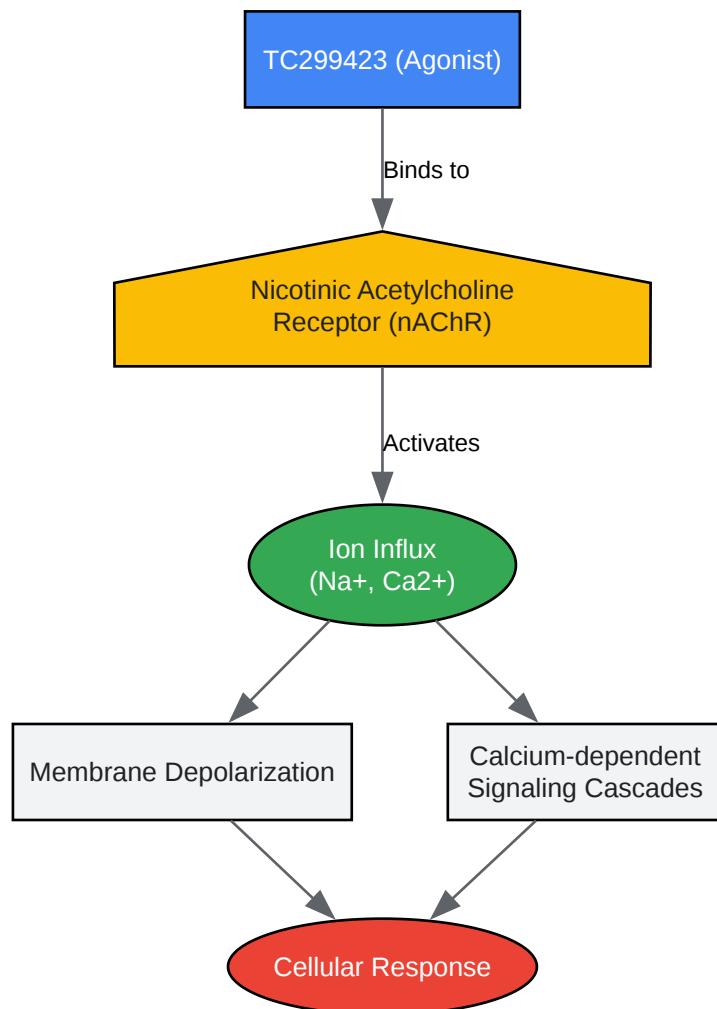 TC299423 (Agonist)
Binds to
Nicotinic Acetylcholine
Receptor (nAChR)
Activates
Ion Influx
(Na+, Ca2+)
Membrane Depolarization
Calcium-dependent
Signaling Cascades
Cellular Response